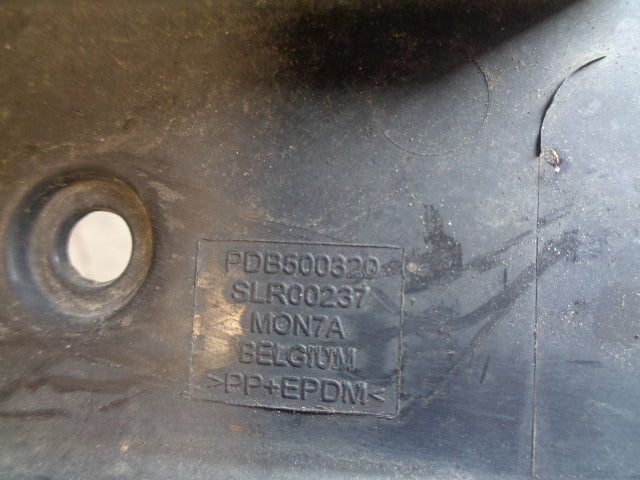 PDB500320
SLR00237
MON7A
BELGIUM
>PP+EPDM<